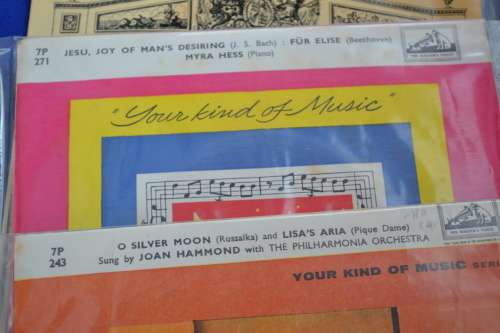 7P JESU, JOY OF MAN'S DESIRING (J. S. Bach) : FÜR ELISE (Beethoven)
271 MYRA HESS (Piano)
"Your kind of Music"
7P O SILVER MOON (Russalka) and LISA'S ARIA (Pique Dame)
243 Sung by JOAN HAMMOND with THE PHILHARMONIA ORCHESTRA
YOUR KIND OF MUSIC SERI